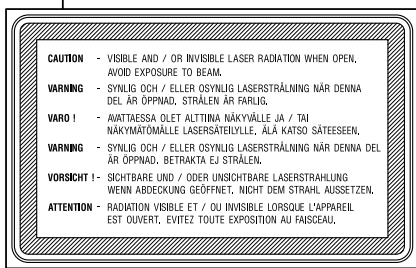 CAUTION - VISIBLE AND / OR INVISIBLE LASER RADIATION WHEN OPEN.
AVOID EXPOSURE TO BEAM.
VARNING - SYNLIG OCH / ELLER OSYNLIG LASERSTRÅLNING NÄR DENNA
DEL ÄR ÖPPNAD. STRÅLEN ÄR FARLIG.
VARO ! - AVATTAESSA OLET ALTTIINA NÄKYVÄLLE JA / TAI
NÄKYMÄTÖMÄLLE LASERSÄTEILYLLE. ÄLÄ KATSO SÄTEESEEN.
VARNING - SYNLIG OCH / ELLER OSYNLIG LASERSTRÅLNING NÄR DENNA DEL
ÄR ÖPPNAD. BETRAKTA EJ STRÅLEN.
VORSICHT ! - SICHTBARE UND / ODER UNSICHTBARE LASERSTRAHLUNG
WENN ABDECKUNG GEÖFFNET. NICHT DEM STRAHL AUSSETZEN.
ATTENTION - RADIATION VISIBLE ET / OU INVISIBLE LORSQUE L'APPAREIL
EST OUVERT. EVITEZ TOUTE EXPOSITION AU FAISCEAU.